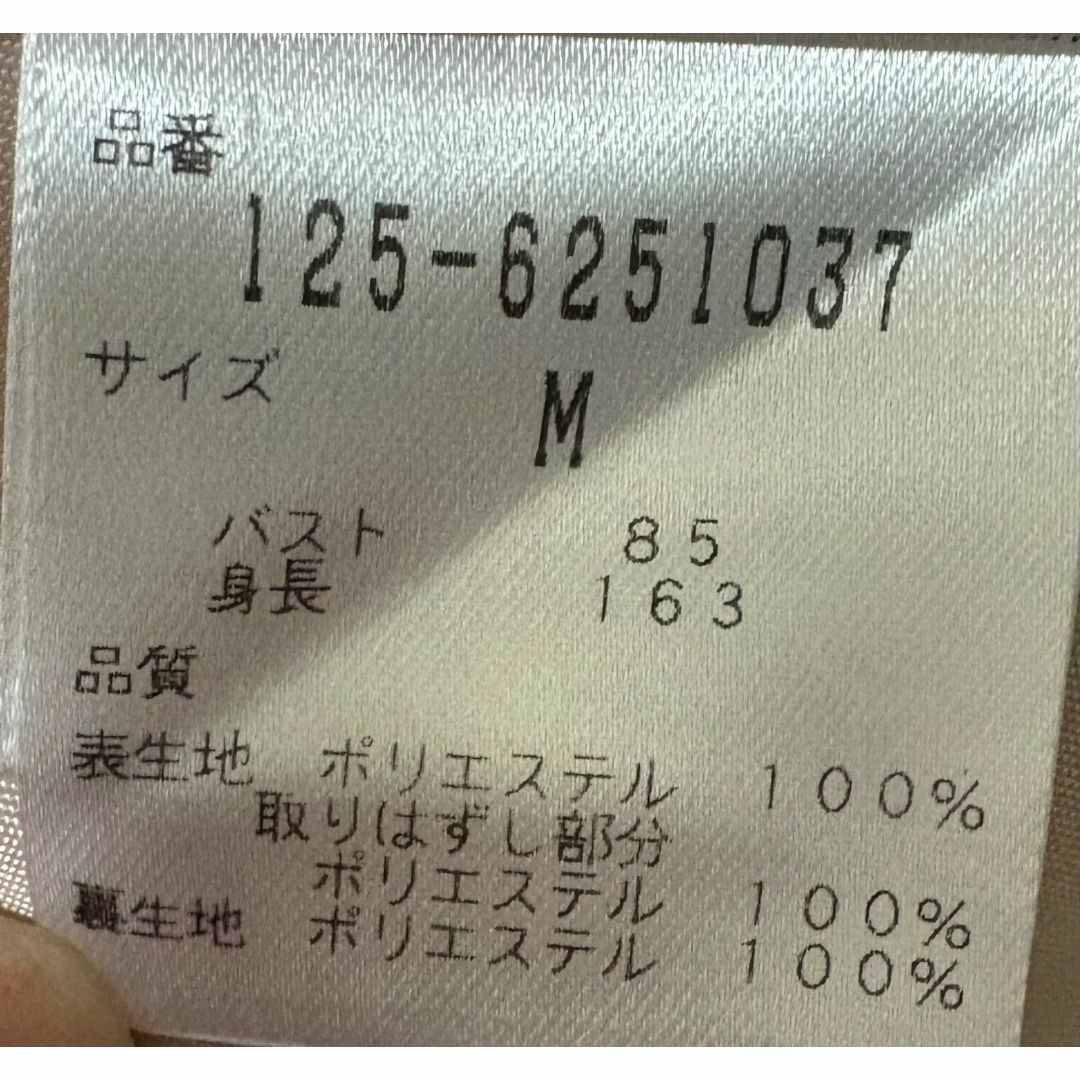 品番
125-6251037
サイズ
M
バスト 85
身長 163
品質
表生地 ポリエステル 100%
取りはずし部分
ポリエステル 100%
裏生地 ポリエステル 100%